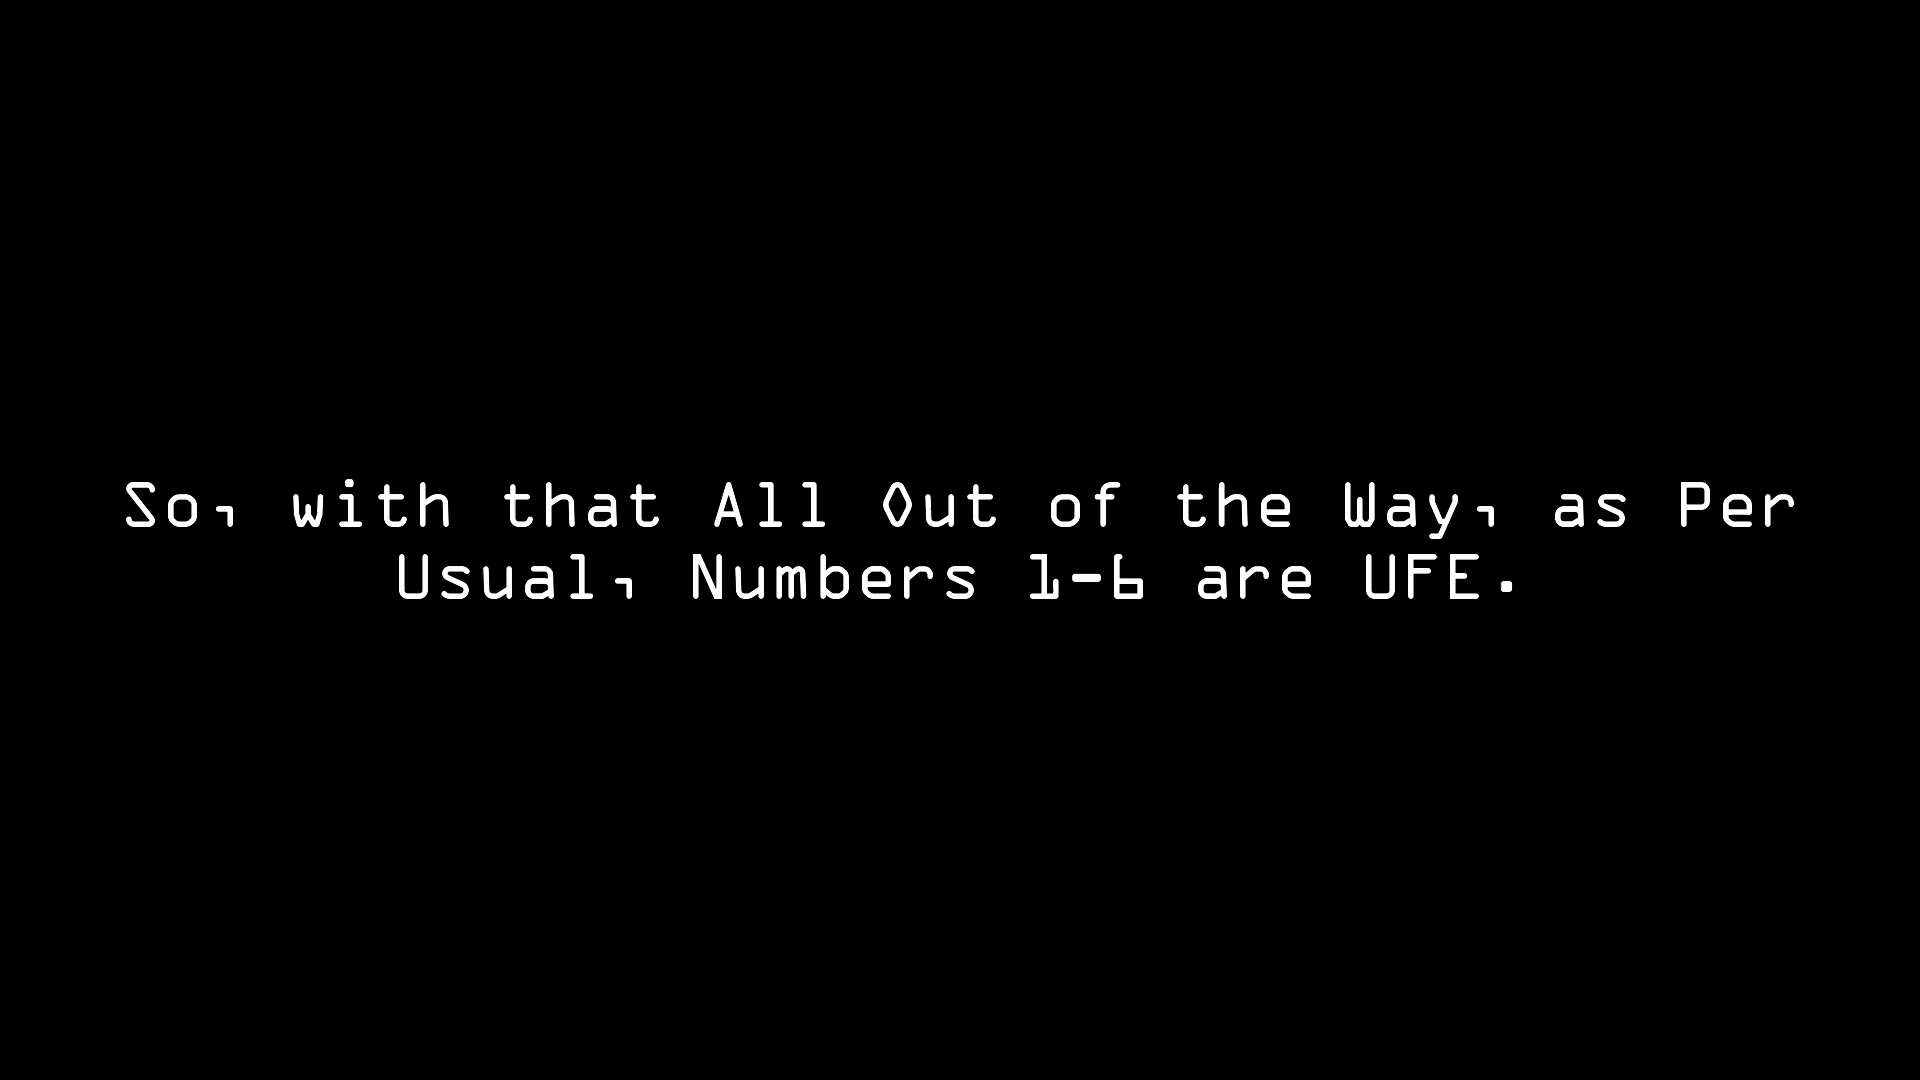 So, with that All Out of the Way, as Per
Usual, Numbers 1-6 are UFE.